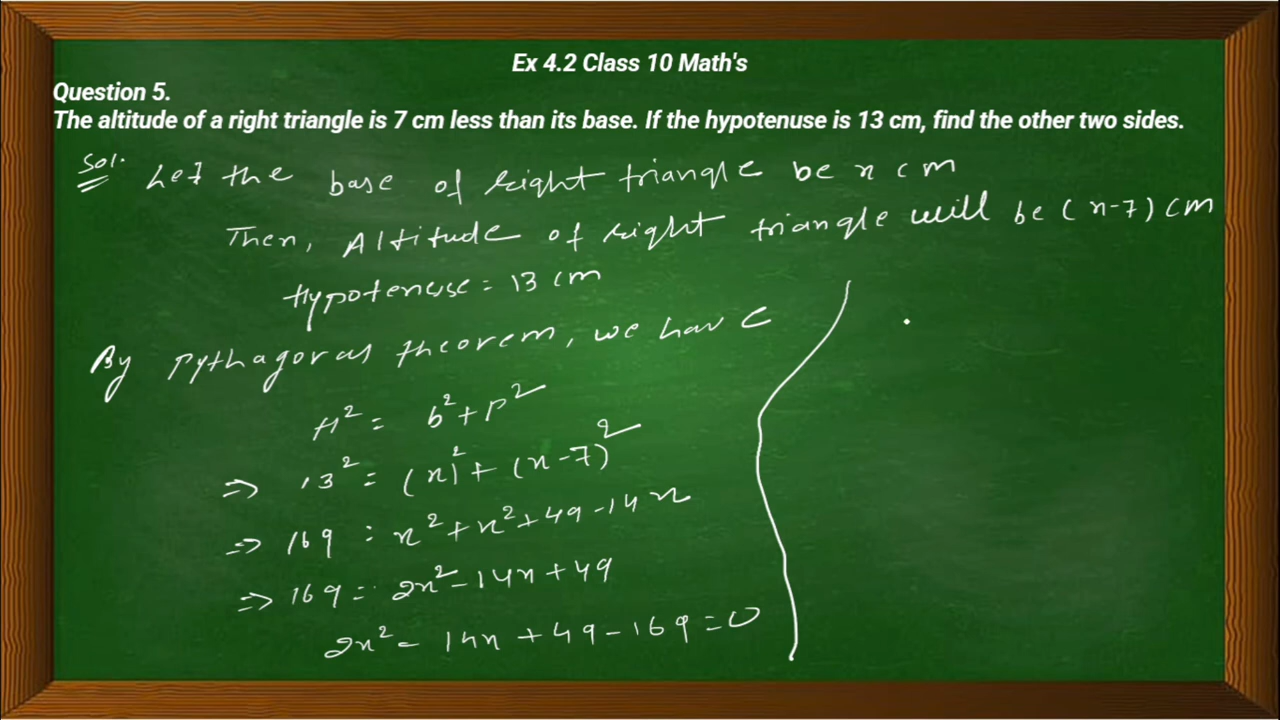 Ex 4.2 Class 10 Math's
Question 5.
The altitude of a right triangle is 7 cm less than its base. If the hypotenuse is 13 cm, find the other two sides.
Sol. Let the base of right triangle be x cm
Then, Altitude of right triangle will be (x-7) cm
Hypotenuse = 13 cm
By Pythagoras theorem, we have
H² = b² + P²
⇒ 13² = (x)² + (x-7)²
⇒ 169 = x² + x² + 49 - 14x
⇒ 169 = 2x² - 14x + 49
2x² - 14x + 49 - 169 = 0